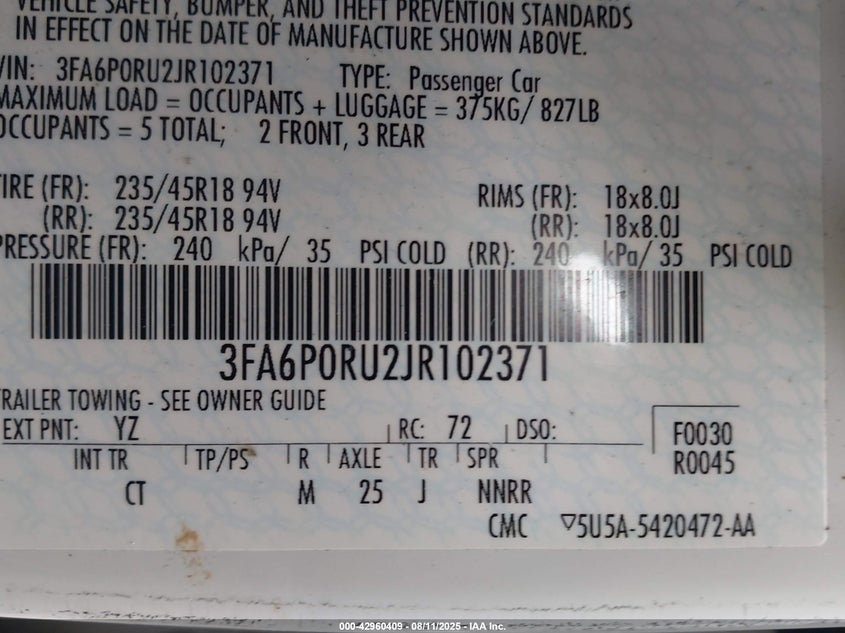 VEHICLE SAFETY, BUMPER, AND THEFT PREVENTION STANDARDS
IN EFFECT ON THE DATE OF MANUFACTURE SHOWN ABOVE.
VIN: 3FA6P0RU2JR102371 TYPE: Passenger Car
MAXIMUM LOAD = OCCUPANTS + LUGGAGE = 375KG/ 827LB
OCCUPANTS = 5 TOTAL; 2 FRONT, 3 REAR
TIRE (FR): 235/45R18 94V RIMS (FR): 18x8.0J
(RR): 235/45R18 94V (RR): 18x8.0J
PRESSURE (FR): 240 kPa/ 35 PSI COLD (RR): 240 kPa/ 35 PSI COLD
3FA6P0RU2JR102371
TRAILER TOWING - SEE OWNER GUIDE
EXT PNT: YZ RC: 72 DSO: F0030
INT TR TP/PS R AXLE TR SPR R0045
CT M 25 J NNRR
CMC ▽5U5A-5420472-AA
000-42960409 - 08/11/2025 - IAA Inc.